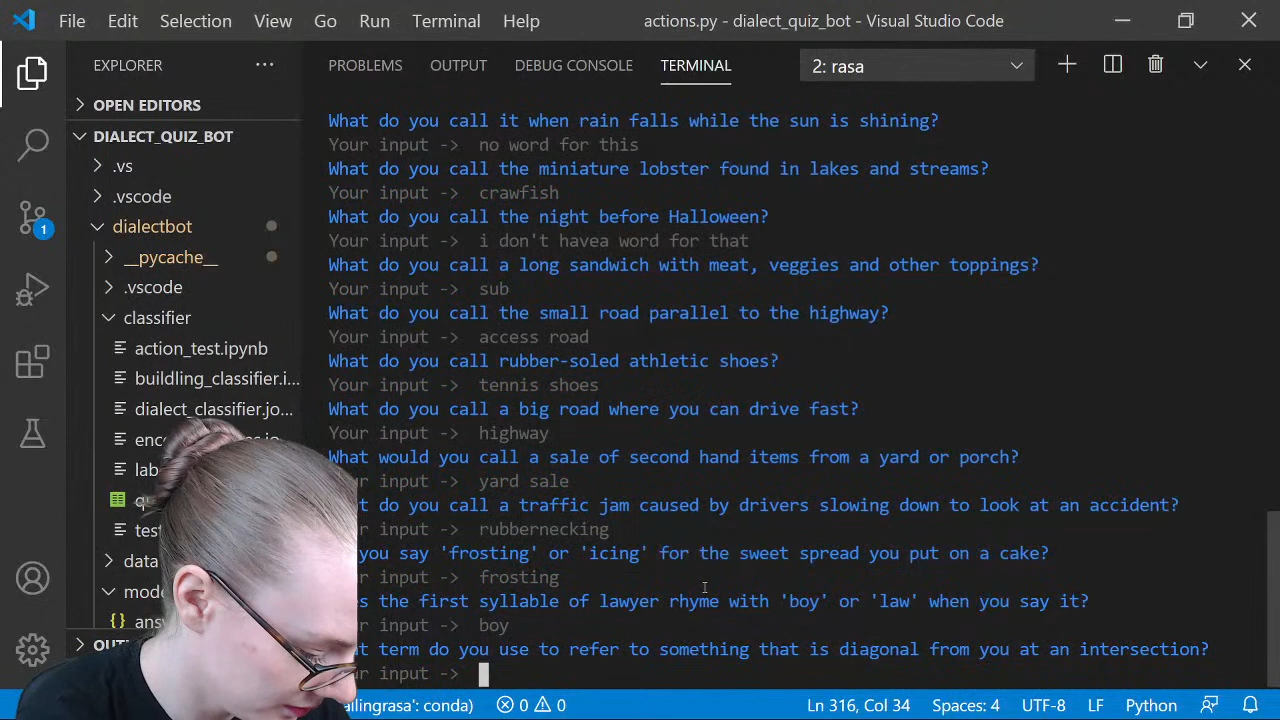 File Edit Selection View Go Run Terminal Help actions.py - dialect_quiz_bot - Visual Studio Code
EXPLORER ... PROBLEMS OUTPUT DEBUG CONSOLE TERMINAL 2: rasa
OPEN EDITORS
DIALECT_QUIZ_BOT
.vs
.vscode
dialectbot
__pycache__
.vscode
classifier
action_test.ipynb
buildling_classifier.i...
dialect_classifier.jo...
What do you call it when rain falls while the sun is shining?
Your input -> no word for this
What do you call the miniature lobster found in lakes and streams?
Your input -> crawfish
What do you call the night before Halloween?
Your input -> i don't havea word for that
What do you call a long sandwich with meat, veggies and other toppings?
Your input -> sub
What do you call the small road parallel to the highway?
Your input -> access road
What do you call rubber-soled athletic shoes?
Your input -> tennis shoes
What do you call a big road where you can drive fast?
Your input -> highway
What would you call a sale of second hand items from a yard or porch?
Your input -> yard sale
do you call a traffic jam caused by drivers slowing down to look at an accident?
input -> rubbernecking
you say 'frosting' or 'icing' for the sweet spread you put on a cake?
input -> frosting
the first syllable of lawyer rhyme with 'boy' or 'law' when you say it?
input -> boy
term do you use to refer to something that is diagonal from you at an intersection?
input ->
1
conda) 0 0 Ln 316, Col 34 Spaces: 4 UTF-8 LF Python